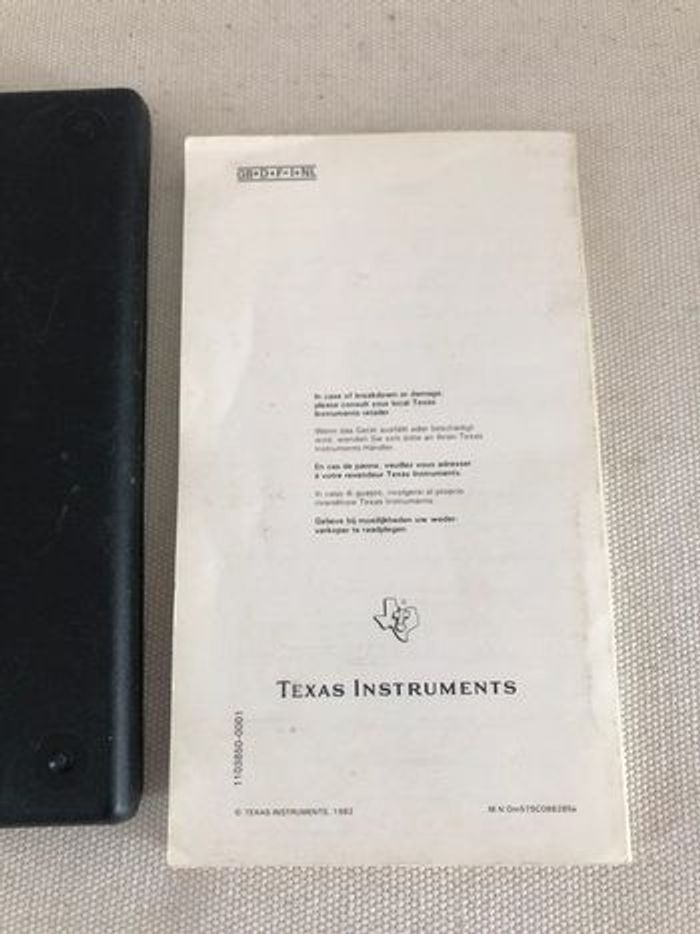 GB•D•F•I•NL
In case of breakdown or damage
please consult your local Texas
Instruments retailer
Wenn das Gerät ausfällt oder beschädigt
wird, wenden Sie sich bitte an Ihren Texas
Instruments Händler.
En cas de panne, veuillez vous adresser
à votre revendeur Texas Instruments.
In caso di guasto, rivolgersi al proprio
rivenditore Texas Instruments
Gelieve bij moeilijkheden uw weder-
verkoper te raadplegen
TEXAS INSTRUMENTS
1103850-0001
© TEXAS INSTRUMENTS, 1982